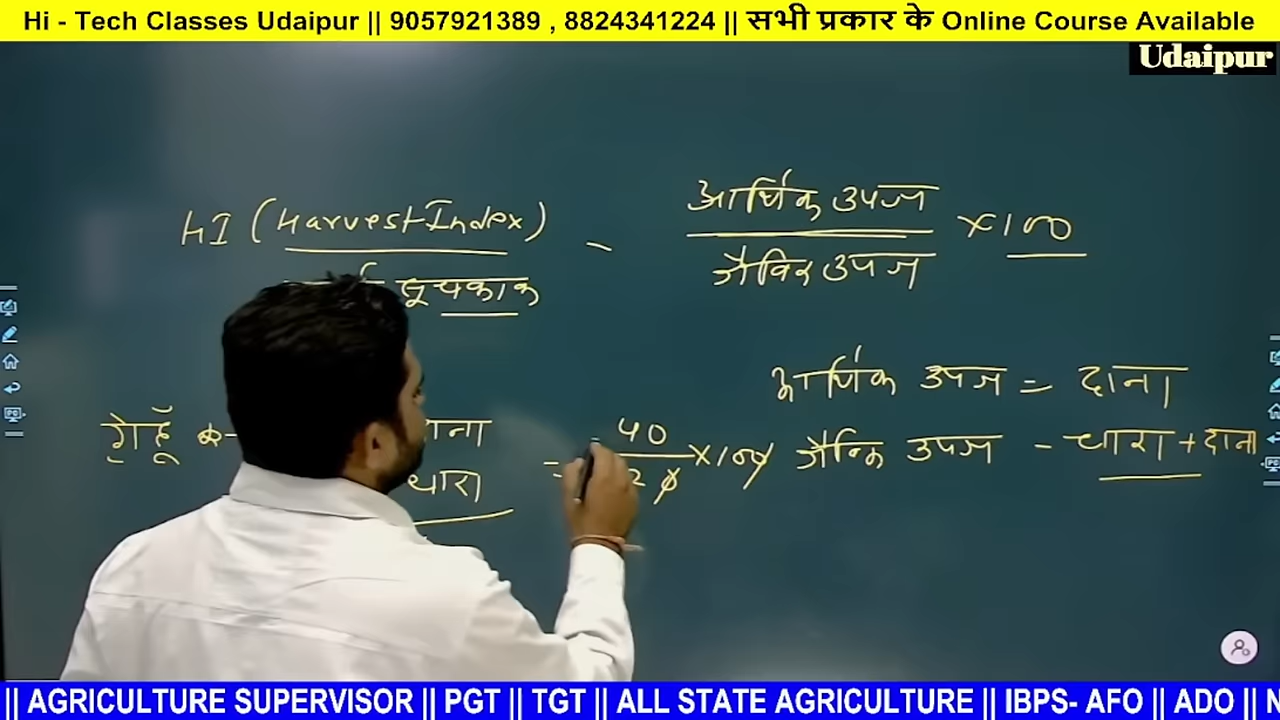 Hi - Tech Classes Udaipur || 9057921389 , 8824341224 || सभी प्रकार के Online Course Available
Udaipur
HI (Harvest Index) - आर्थिक उपज × 100
जैविक उपज
सूचकांक
आर्थिक उपज = दाना
गेहूँ
= 40 × 100
जैविक उपज - चारा + दाना
चारा
|| AGRICULTURE SUPERVISOR || PGT || TGT || ALL STATE AGRICULTURE || IBPS- AFO || ADO ||